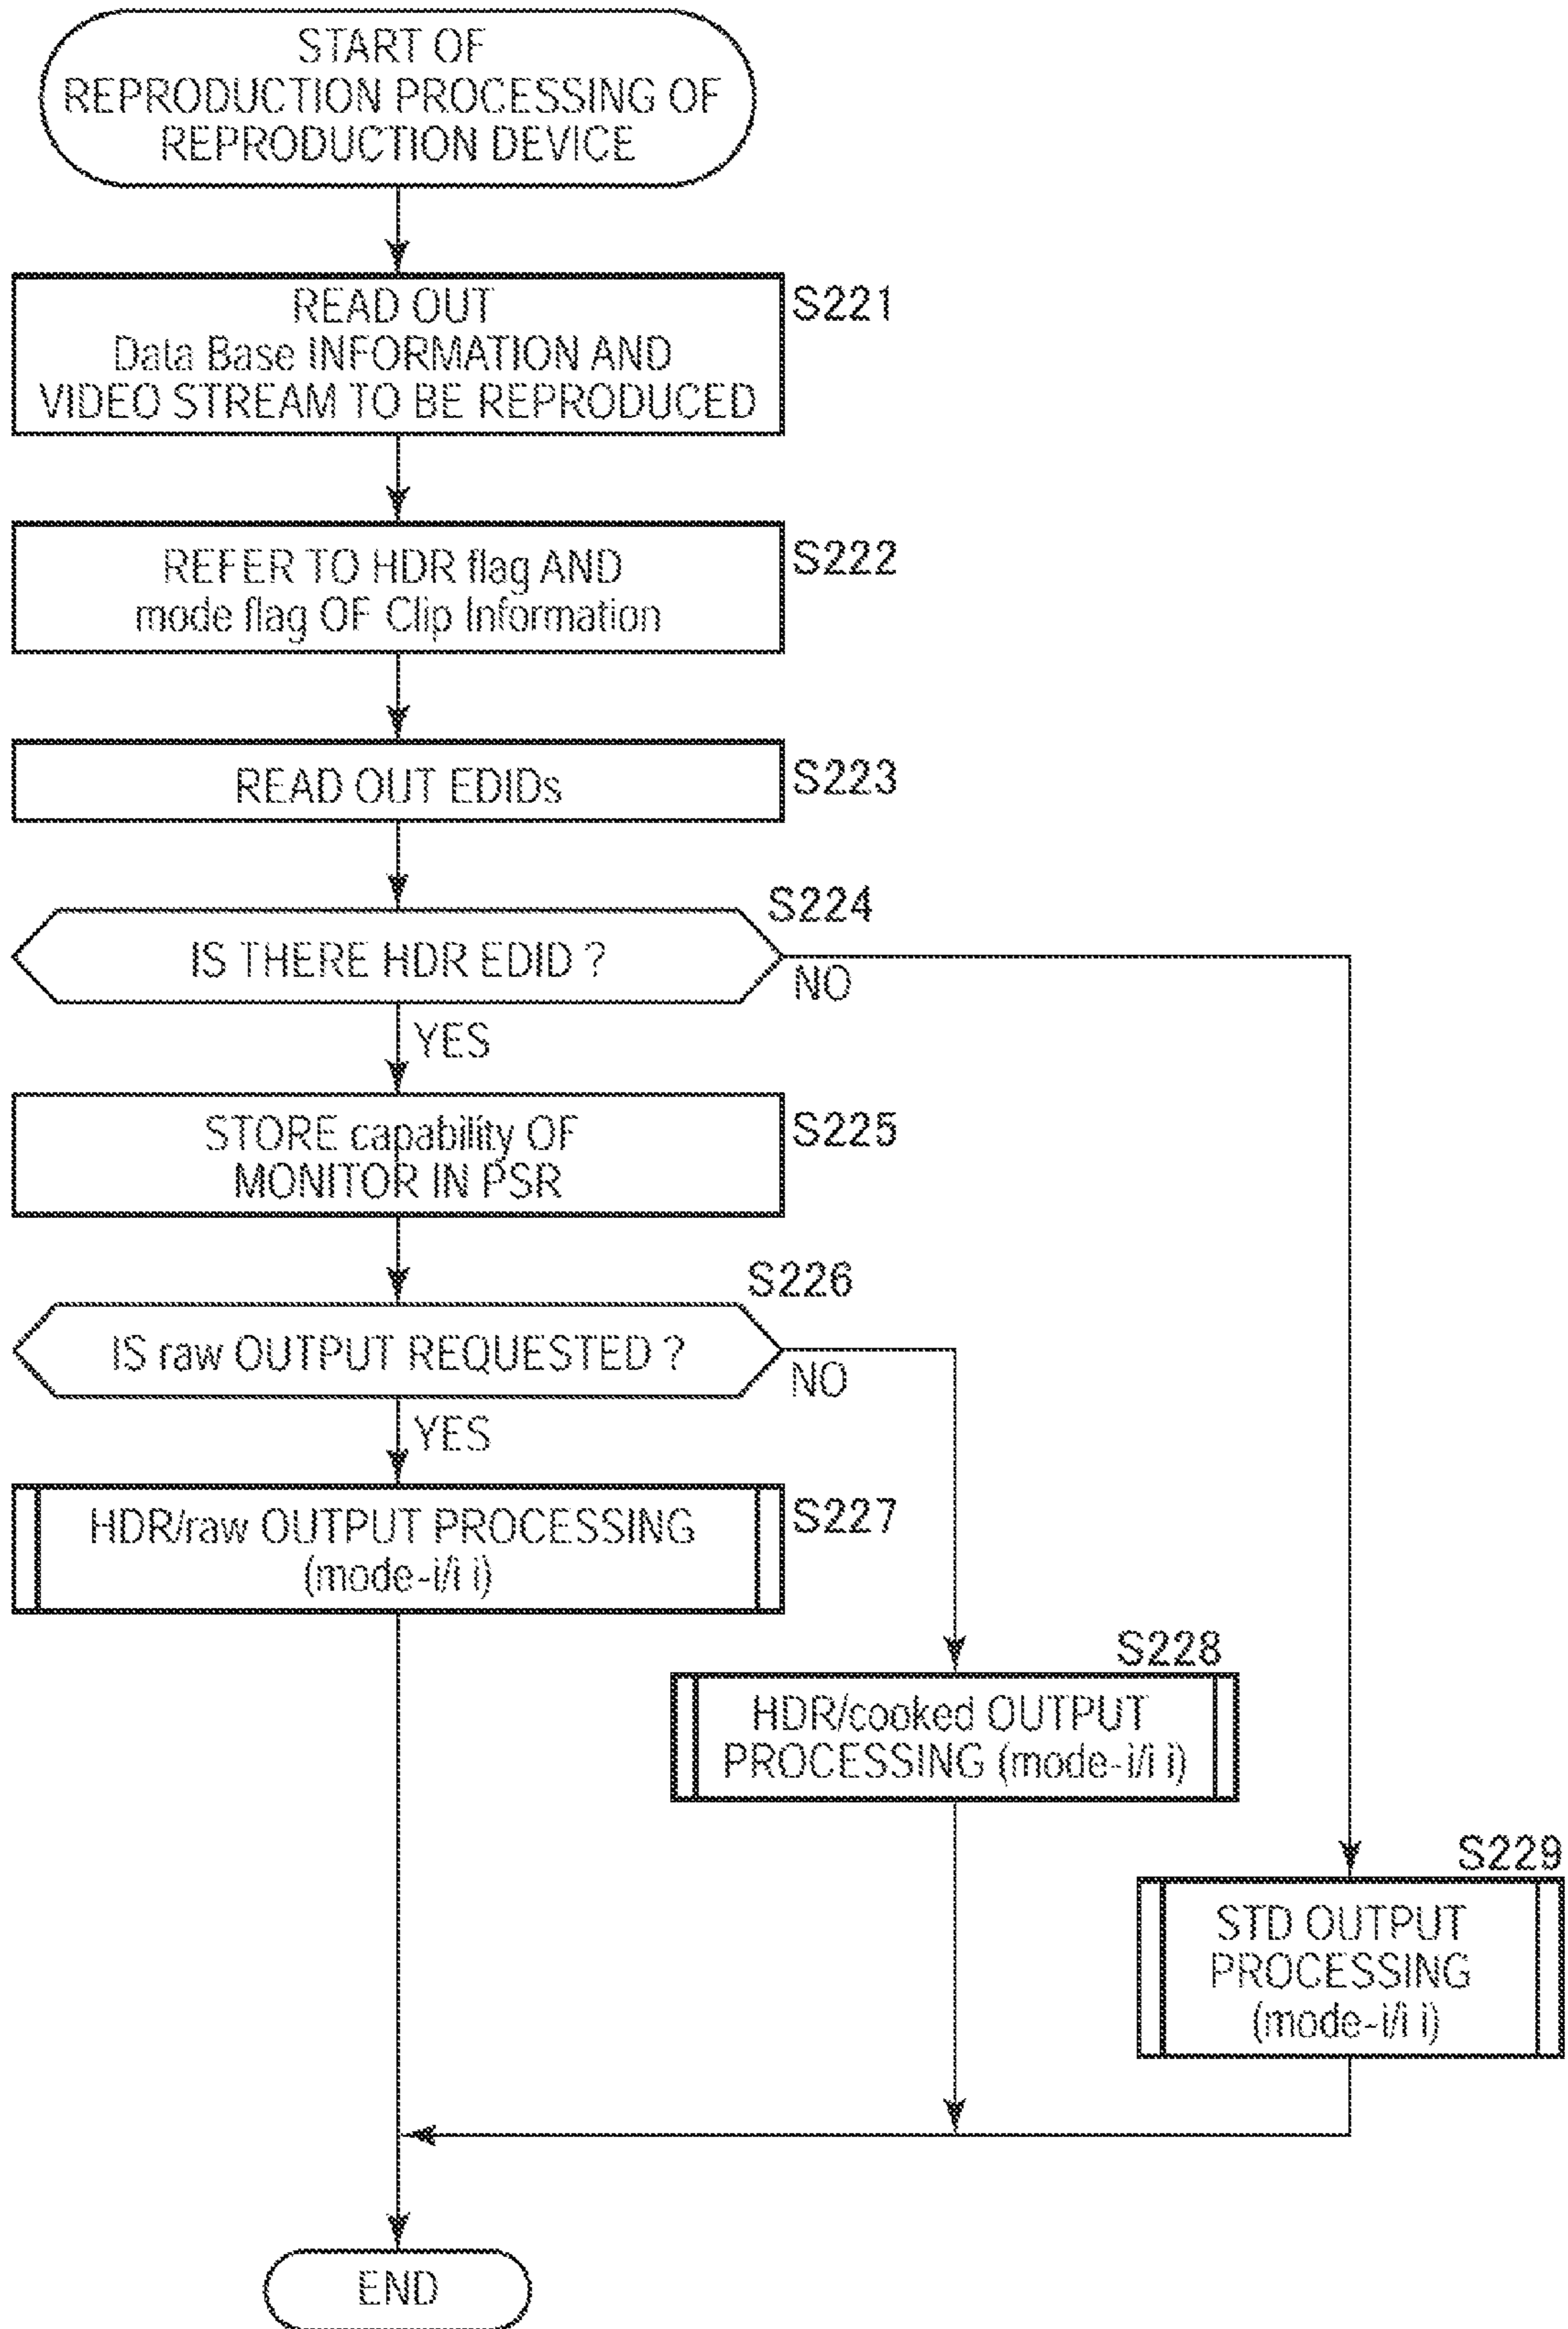 START OF
REPRODUCTION PROCESSING OF
REPRODUCTION DEVICE
READ OUT
Data Base INFORMATION AND
VIDEO STREAM TO BE REPRODUCED
S221
REFER TO HDR flag AND
mode flag OF Clip Information
S222
READ OUT EDIDs
S223
S224
IS THERE HDR EDID ?
NO
YES
STORE capability OF
MONITOR IN PSR
S225
S226
IS raw OUTPUT REQUESTED ?
NO
YES
HDR/raw OUTPUT PROCESSING
(mode-i/i i)
S227
S228
HDR/cooked OUTPUT
PROCESSING (mode-i/i i)
S229
STD OUTPUT
PROCESSING
(mode-i/i i)
END